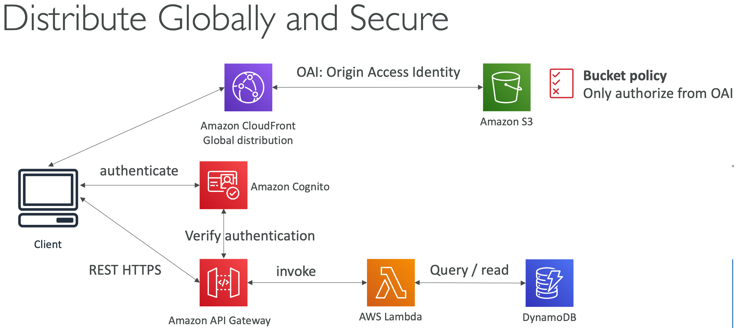 Distribute Globally and Secure
OAI: Origin Access Identity
Bucket policy
Only authorize from OAI
Amazon CloudFront
Global distribution
Amazon S3
authenticate
Amazon Cognito
Client
Verify authentication
REST HTTPS
invoke
Query / read
Amazon API Gateway
AWS Lambda
DynamoDB